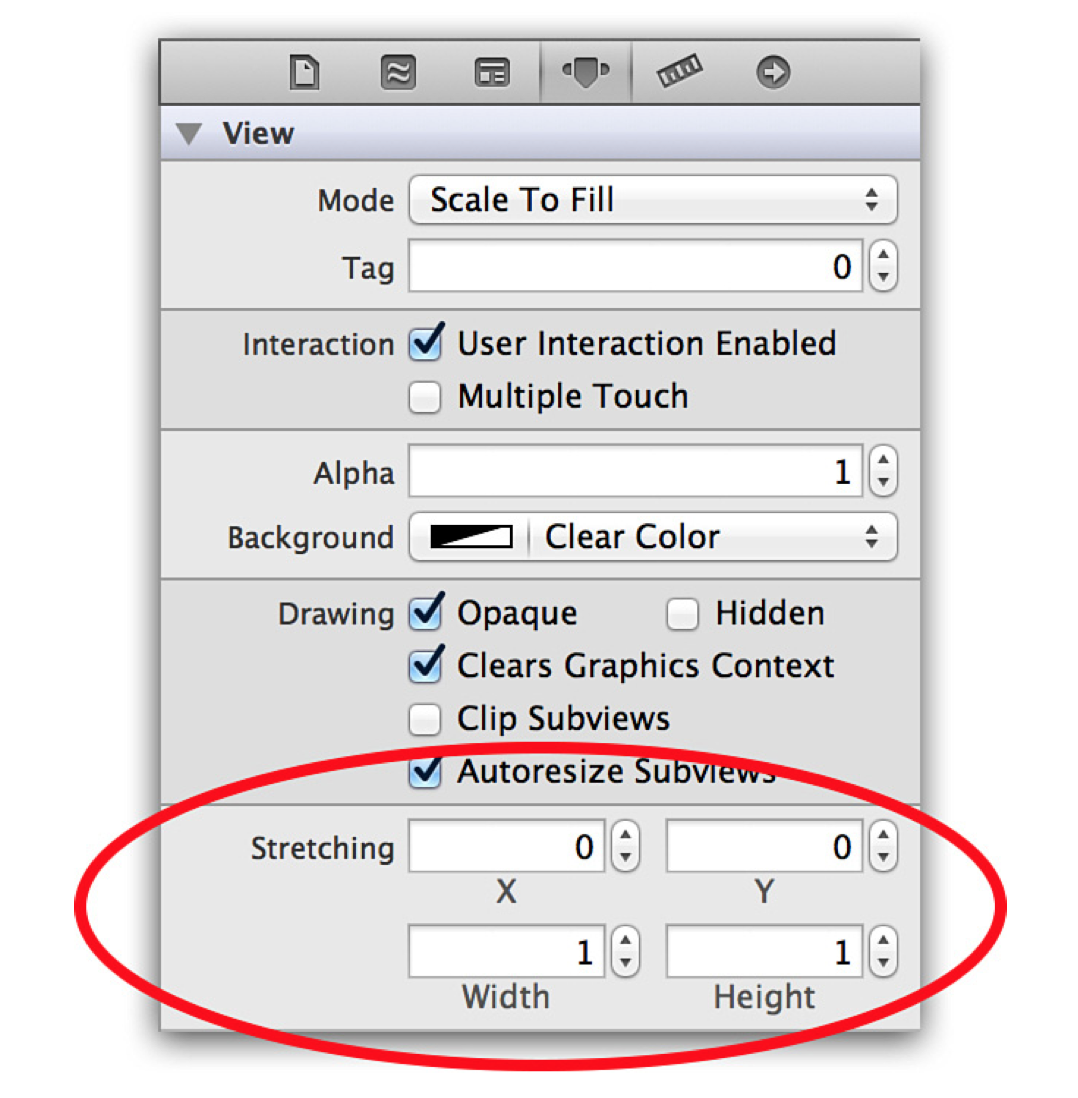 View
Mode Scale To Fill
Tag 0
Interaction User Interaction Enabled
Multiple Touch
Alpha 1
Background Clear Color
Drawing Opaque Hidden
Clears Graphics Context
Clip Subviews
Autoresize Subviews
Stretching 0 0
X Y
1 1
Width Height